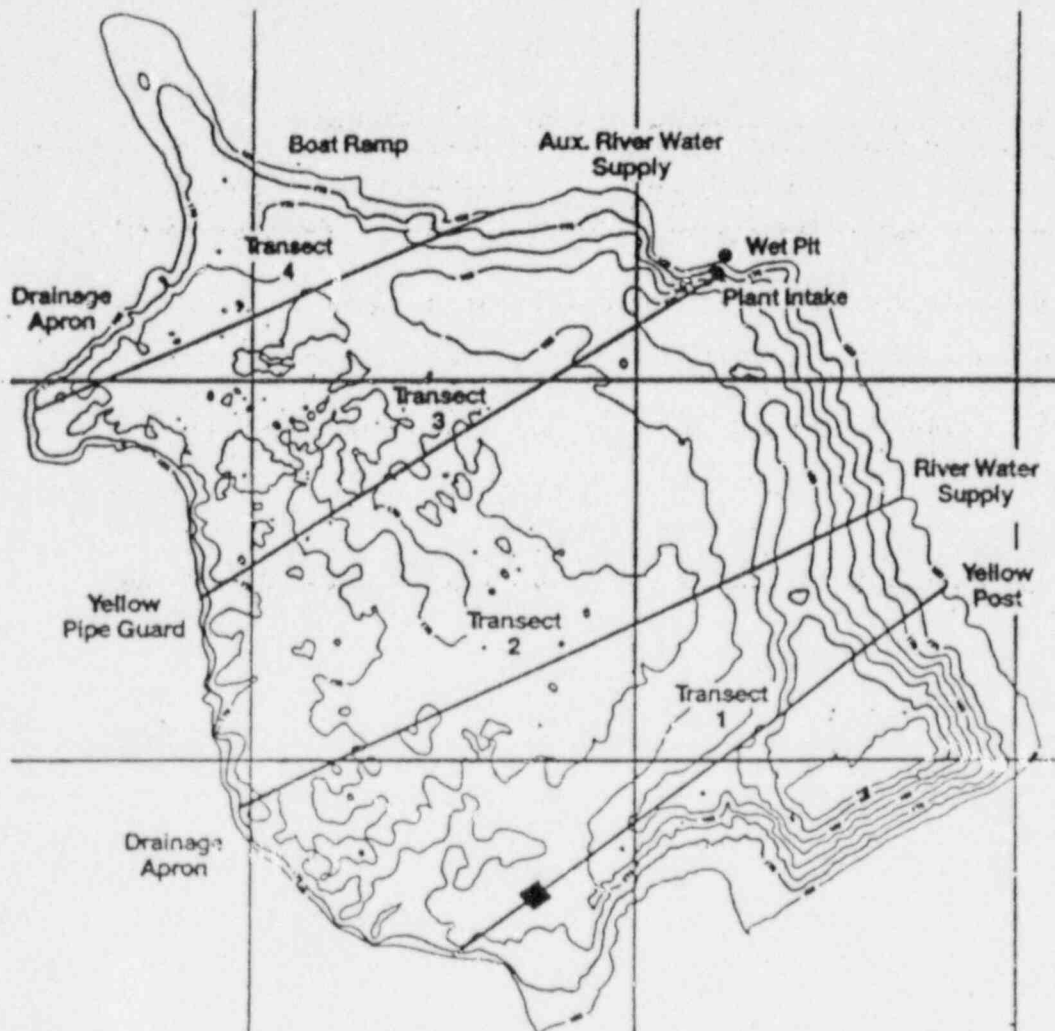 Boat Ramp
Aux. River Water
Supply
Transect
4
Wet Pit
Plant Intake
Drainage
Apron
Transect
3
River Water
Supply
Yellow
Post
Yellow
Pipe Guard
Transect
2
Transect
1
Drainage
Apron